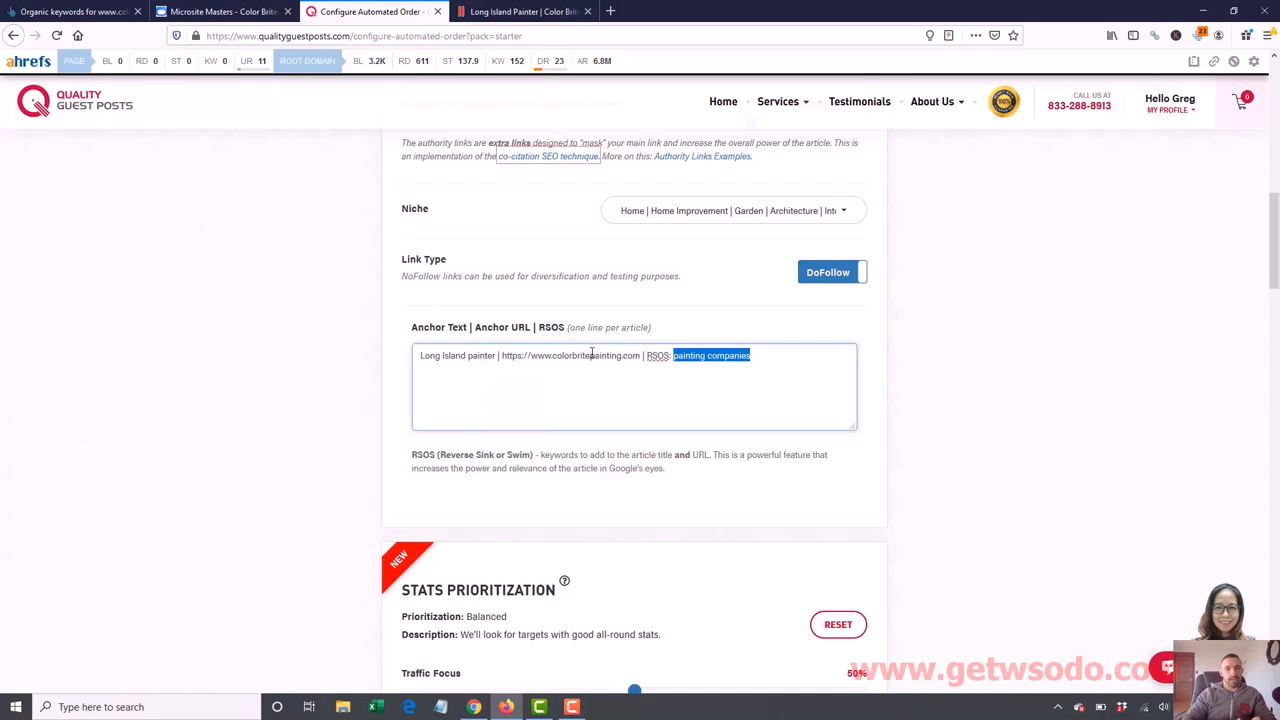 Organic keywords for www.col
Microsite Masters - Color Brite
Configure Automated Order -
Long Island Painter | Color Brite
https://www.qualityguestposts.com/configure-automated-order?pack=starter
23
ahrefs PAGE BL 0 RD 0 ST 0 KW 0 UR 11 ROOT DOMAIN BL 3.2K RD 611 ST 137.9 KW 152 DR 23 AR 6.8M
QUALITY GUEST POSTS
Home Services Testimonials About Us
100%
CALL US AT
833-288-8913
Hello Greg
MY PROFILE
0
The authority links are extra links designed to "mask" your main link and increase the overall power of the article. This is
an implementation of the co-citation SEO technique. More on this: Authority Links Examples.
Niche
Home | Home Improvement | Garden | Architecture | Inte
Link Type
NoFollow links can be used for diversification and testing purposes.
DoFollow
Anchor Text | Anchor URL | RSOS (one line per article)
Long Island painter | https://www.colorbritepainting.com | RSOS: painting companies
RSOS (Reverse Sink or Swim) - keywords to add to the article title and URL. This is a powerful feature that
increases the power and relevance of the article in Google's eyes.
NEW
STATS PRIORITIZATION
Prioritization: Balanced
Description: We'll look for targets with good all-round stats.
RESET
Traffic Focus
50%
www.getwsodo.co
Type here to search